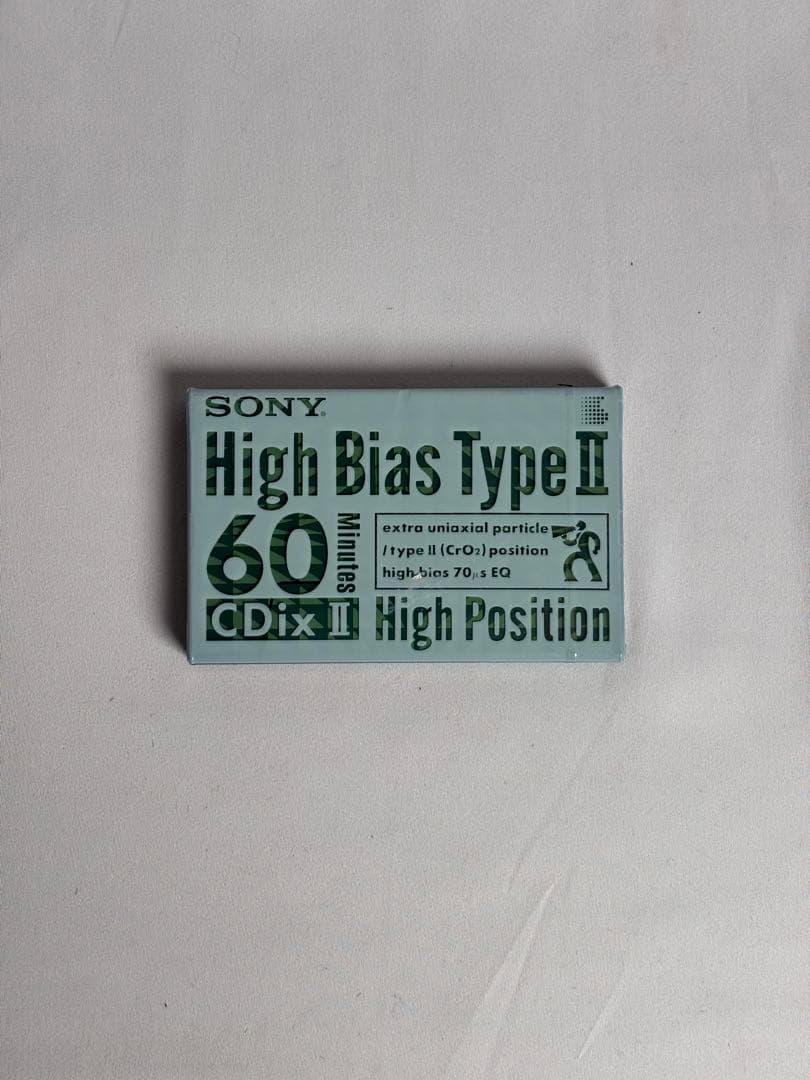 SONY®
High Bias Type II
60 Minutes
extra uniaxial particle
/type II (CrO₂) position
high bias 70μs EQ
CDix II
High Position